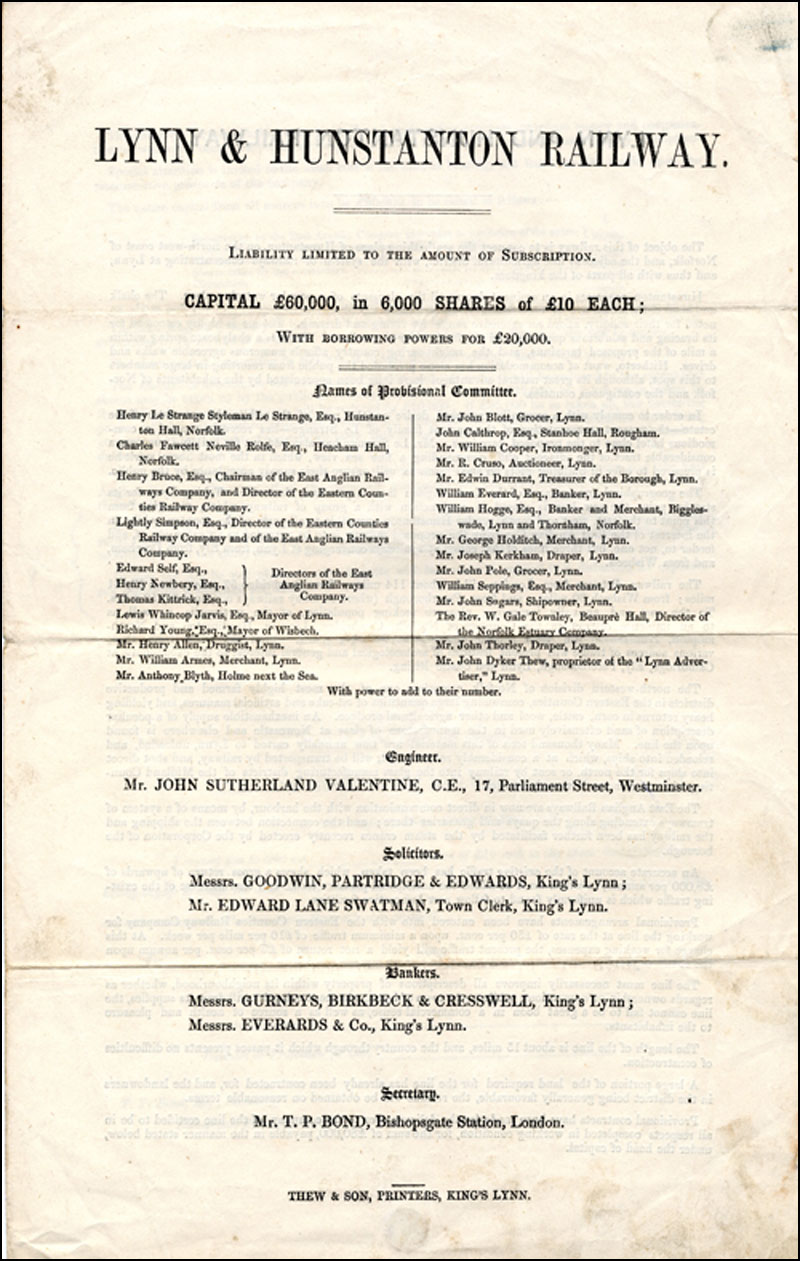 LYNN & HUNSTANTON RAILWAY.
LIABILITY LIMITED TO THE AMOUNT OF SUBSCRIPTION.
CAPITAL £60,000, in 6,000 SHARES of £10 EACH;
WITH BORROWING POWERS FOR £20,000.
Names of Provisional Committee.
Henry Le Strange Styleman Le Strange, Esq., Hunstan-
ton Hall, Norfolk.
Charles Fawcett Neville Rolfe, Esq., Heacham Hall,
Norfolk.
Henry Bruce, Esq., Chairman of the East Anglian Rail-
ways Company, and Director of the Eastern Coun-
ties Railway Company.
Lightly Simpson, Esq., Director of the Eastern Counties
Railway Company and of the East Anglian Railways
Company.
Edward Self, Esq.,
Henry Newbery, Esq.,
Thomas Kittrick, Esq.,
Directors of the East
Anglian Railways
Company.
Lewis Whincop Jarvis, Esq., Mayor of Lynn.
Richard Young, Esq., Mayor of Wisbech.
Mr. Henry Allen, Druggist, Lynn.
Mr. William Armes, Merchant, Lynn.
Mr. Anthony Blyth, Holme next the Sea.
Mr. John Blott, Grocer, Lynn.
John Calthrop, Esq., Stanhoe Hall, Rougham.
Mr. William Cooper, Ironmonger, Lynn.
Mr. R. Cruso, Auctioneer, Lynn.
Mr. Edwin Durrant, Treasurer of the Borough, Lynn.
William Everard, Esq., Banker, Lynn.
William Hogge, Esq., Banker and Merchant, Biggles-
wade, Lynn and Thornham, Norfolk.
Mr. George Holditch, Merchant, Lynn.
Mr. Joseph Kerkham, Draper, Lynn.
Mr. John Pole, Grocer, Lynn.
William Seppings, Esq., Merchant, Lynn.
Mr. John Sugars, Shipowner, Lynn.
The Rev. W. Gale Townley, Beauprè Hall, Director of
the Norfolk Estuary Company.
Mr. John Thorley, Draper, Lynn.
Mr. John Dyker Thew, proprietor of the "Lynn Adver-
tiser," Lynn.
With power to add to their number.
Engineer.
Mr. JOHN SUTHERLAND VALENTINE, C.E., 17, Parliament Street, Westminster.
Solicitors.
Messrs. GOODWIN, PARTRIDGE & EDWARDS, King's Lynn;
Mr. EDWARD LANE SWATMAN, Town Clerk, King's Lynn.
Bankers.
Messrs. GURNEYS, BIRKBECK & CRESSWELL, King's Lynn;
Messrs. EVERARDS & Co., King's Lynn.
Secretary.
Mr. T. P. BOND, Bishopsgate Station, London.
THEW & SON, PRINTERS, KING'S LYNN.